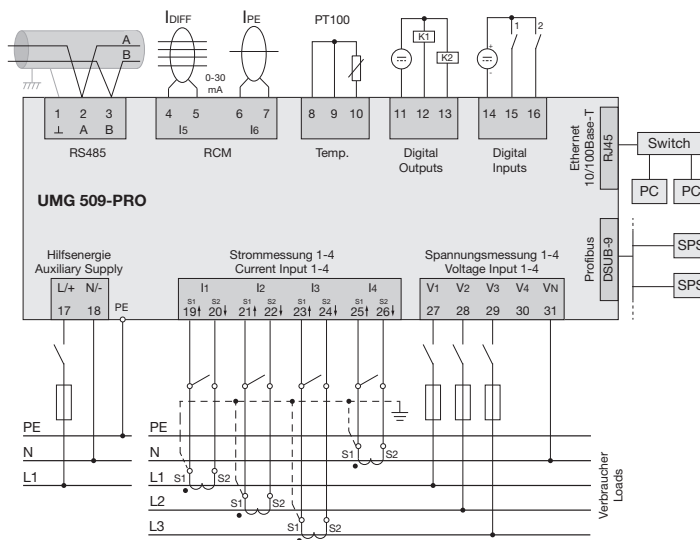 IDIFF
IPE
PT100
1 2
A
B
0-30
mA
K1
K2
+
-
1 2 3
⊥ A B
4 5
I5
6 7
I6
8 9 10
11 12 13
14 15 16
RS485
RCM
Temp.
Digital
Outputs
Digital
Inputs
Ethernet
10/100Base-T
RJ45
Switch
PC
PC
UMG 509-PRO
Profibus
DSUB-9
SPS
SPS
Hilfsenergie
Auxiliary Supply
L/+ N/-
17 18
PE
Strommessung 1-4
Current Input 1-4
I1 I2 I3 I4
S1 S2 S1 S2 S1 S2 S1 S2
19 20 21 22 23 24 25 26
Spannungsmessung 1-4
Voltage Input 1-4
V1 V2 V3 V4 VN
27 28 29 30 31
PE
N
L1
PE
N
L1
L2
L3
S1 S2
S1 S2
S1 S2
S1 S2
Verbraucher
Loads